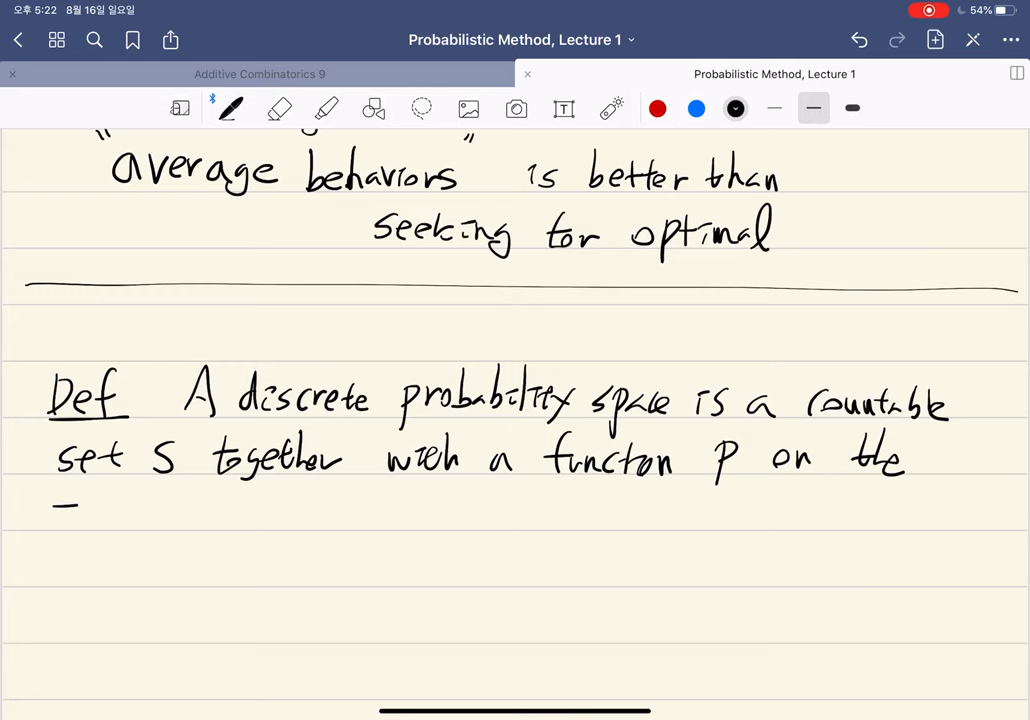 오후 5:22 8월 16일 일요일 54%
Probabilistic Method, Lecture 1
Additive Combinatorics 9
Probabilistic Method, Lecture 1
"average behaviors" is better than
seeking for optimal
Def A discrete probability space is a countable
set S together with a function P on the